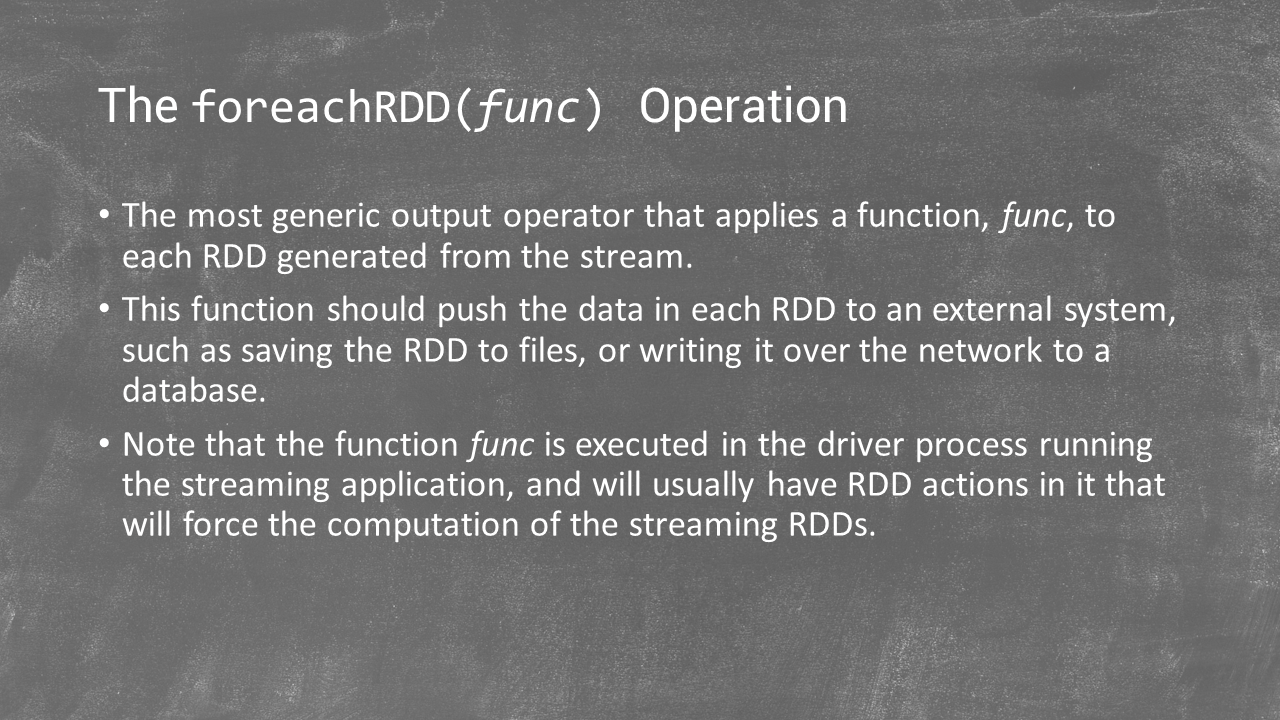 The foreachRDD(func) Operation
• The most generic output operator that applies a function, func, to
each RDD generated from the stream.
• This function should push the data in each RDD to an external system,
such as saving the RDD to files, or writing it over the network to a
database.
• Note that the function func is executed in the driver process running
the streaming application, and will usually have RDD actions in it that
will force the computation of the streaming RDDs.